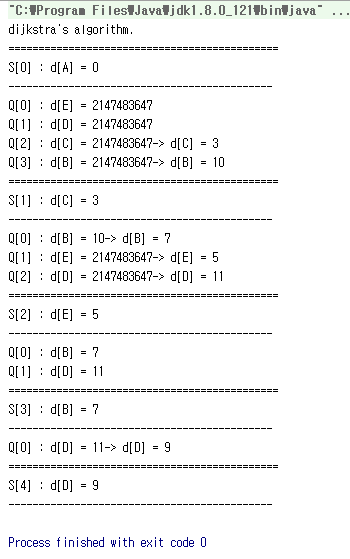 "C:₩Program Files₩Java₩jdk1.8.0_121₩bin₩java" ...
dijkstra's algorithm.
=============================================
S[0] : d[A] = 0
---------------------------------------------
Q[0] : d[E] = 2147483647
Q[1] : d[D] = 2147483647
Q[2] : d[C] = 2147483647-> d[C] = 3
Q[3] : d[B] = 2147483647-> d[B] = 10
=============================================
S[1] : d[C] = 3
---------------------------------------------
Q[0] : d[B] = 10-> d[B] = 7
Q[1] : d[E] = 2147483647-> d[E] = 5
Q[2] : d[D] = 2147483647-> d[D] = 11
=============================================
S[2] : d[E] = 5
---------------------------------------------
Q[0] : d[B] = 7
Q[1] : d[D] = 11
=============================================
S[3] : d[B] = 7
---------------------------------------------
Q[0] : d[D] = 11-> d[D] = 9
=============================================
S[4] : d[D] = 9
---------------------------------------------
Process finished with exit code 0